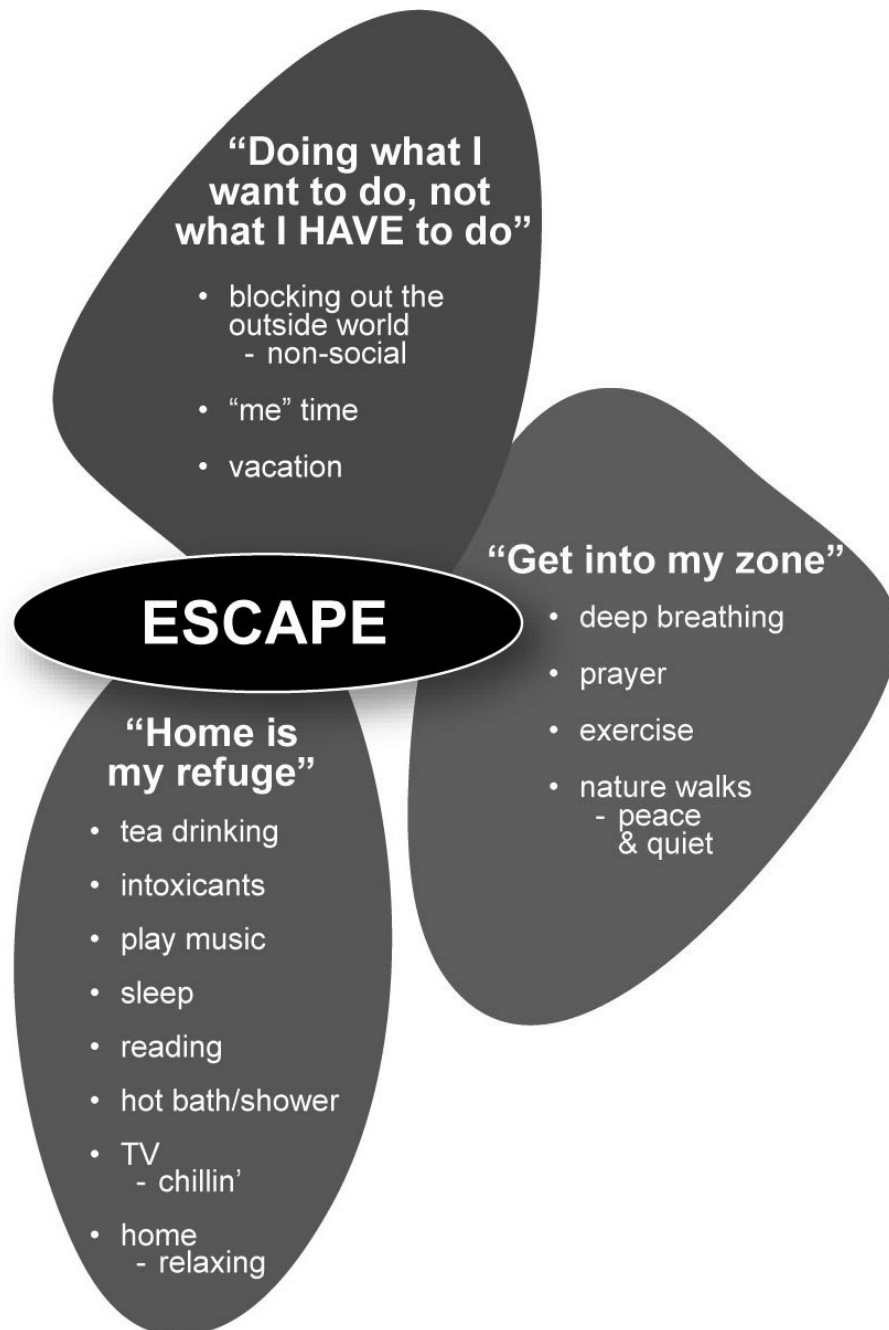 “Doing what I
want to do, not
what I HAVE to do”
• blocking out the
outside world
- non-social
• “me” time
• vacation
“Get into my zone”
• deep breathing
• prayer
• exercise
• nature walks
- peace
& quiet
ESCAPE
“Home is
my refuge”
• tea drinking
• intoxicants
• play music
• sleep
• reading
• hot bath/shower
• TV
- chillin’
• home
- relaxing